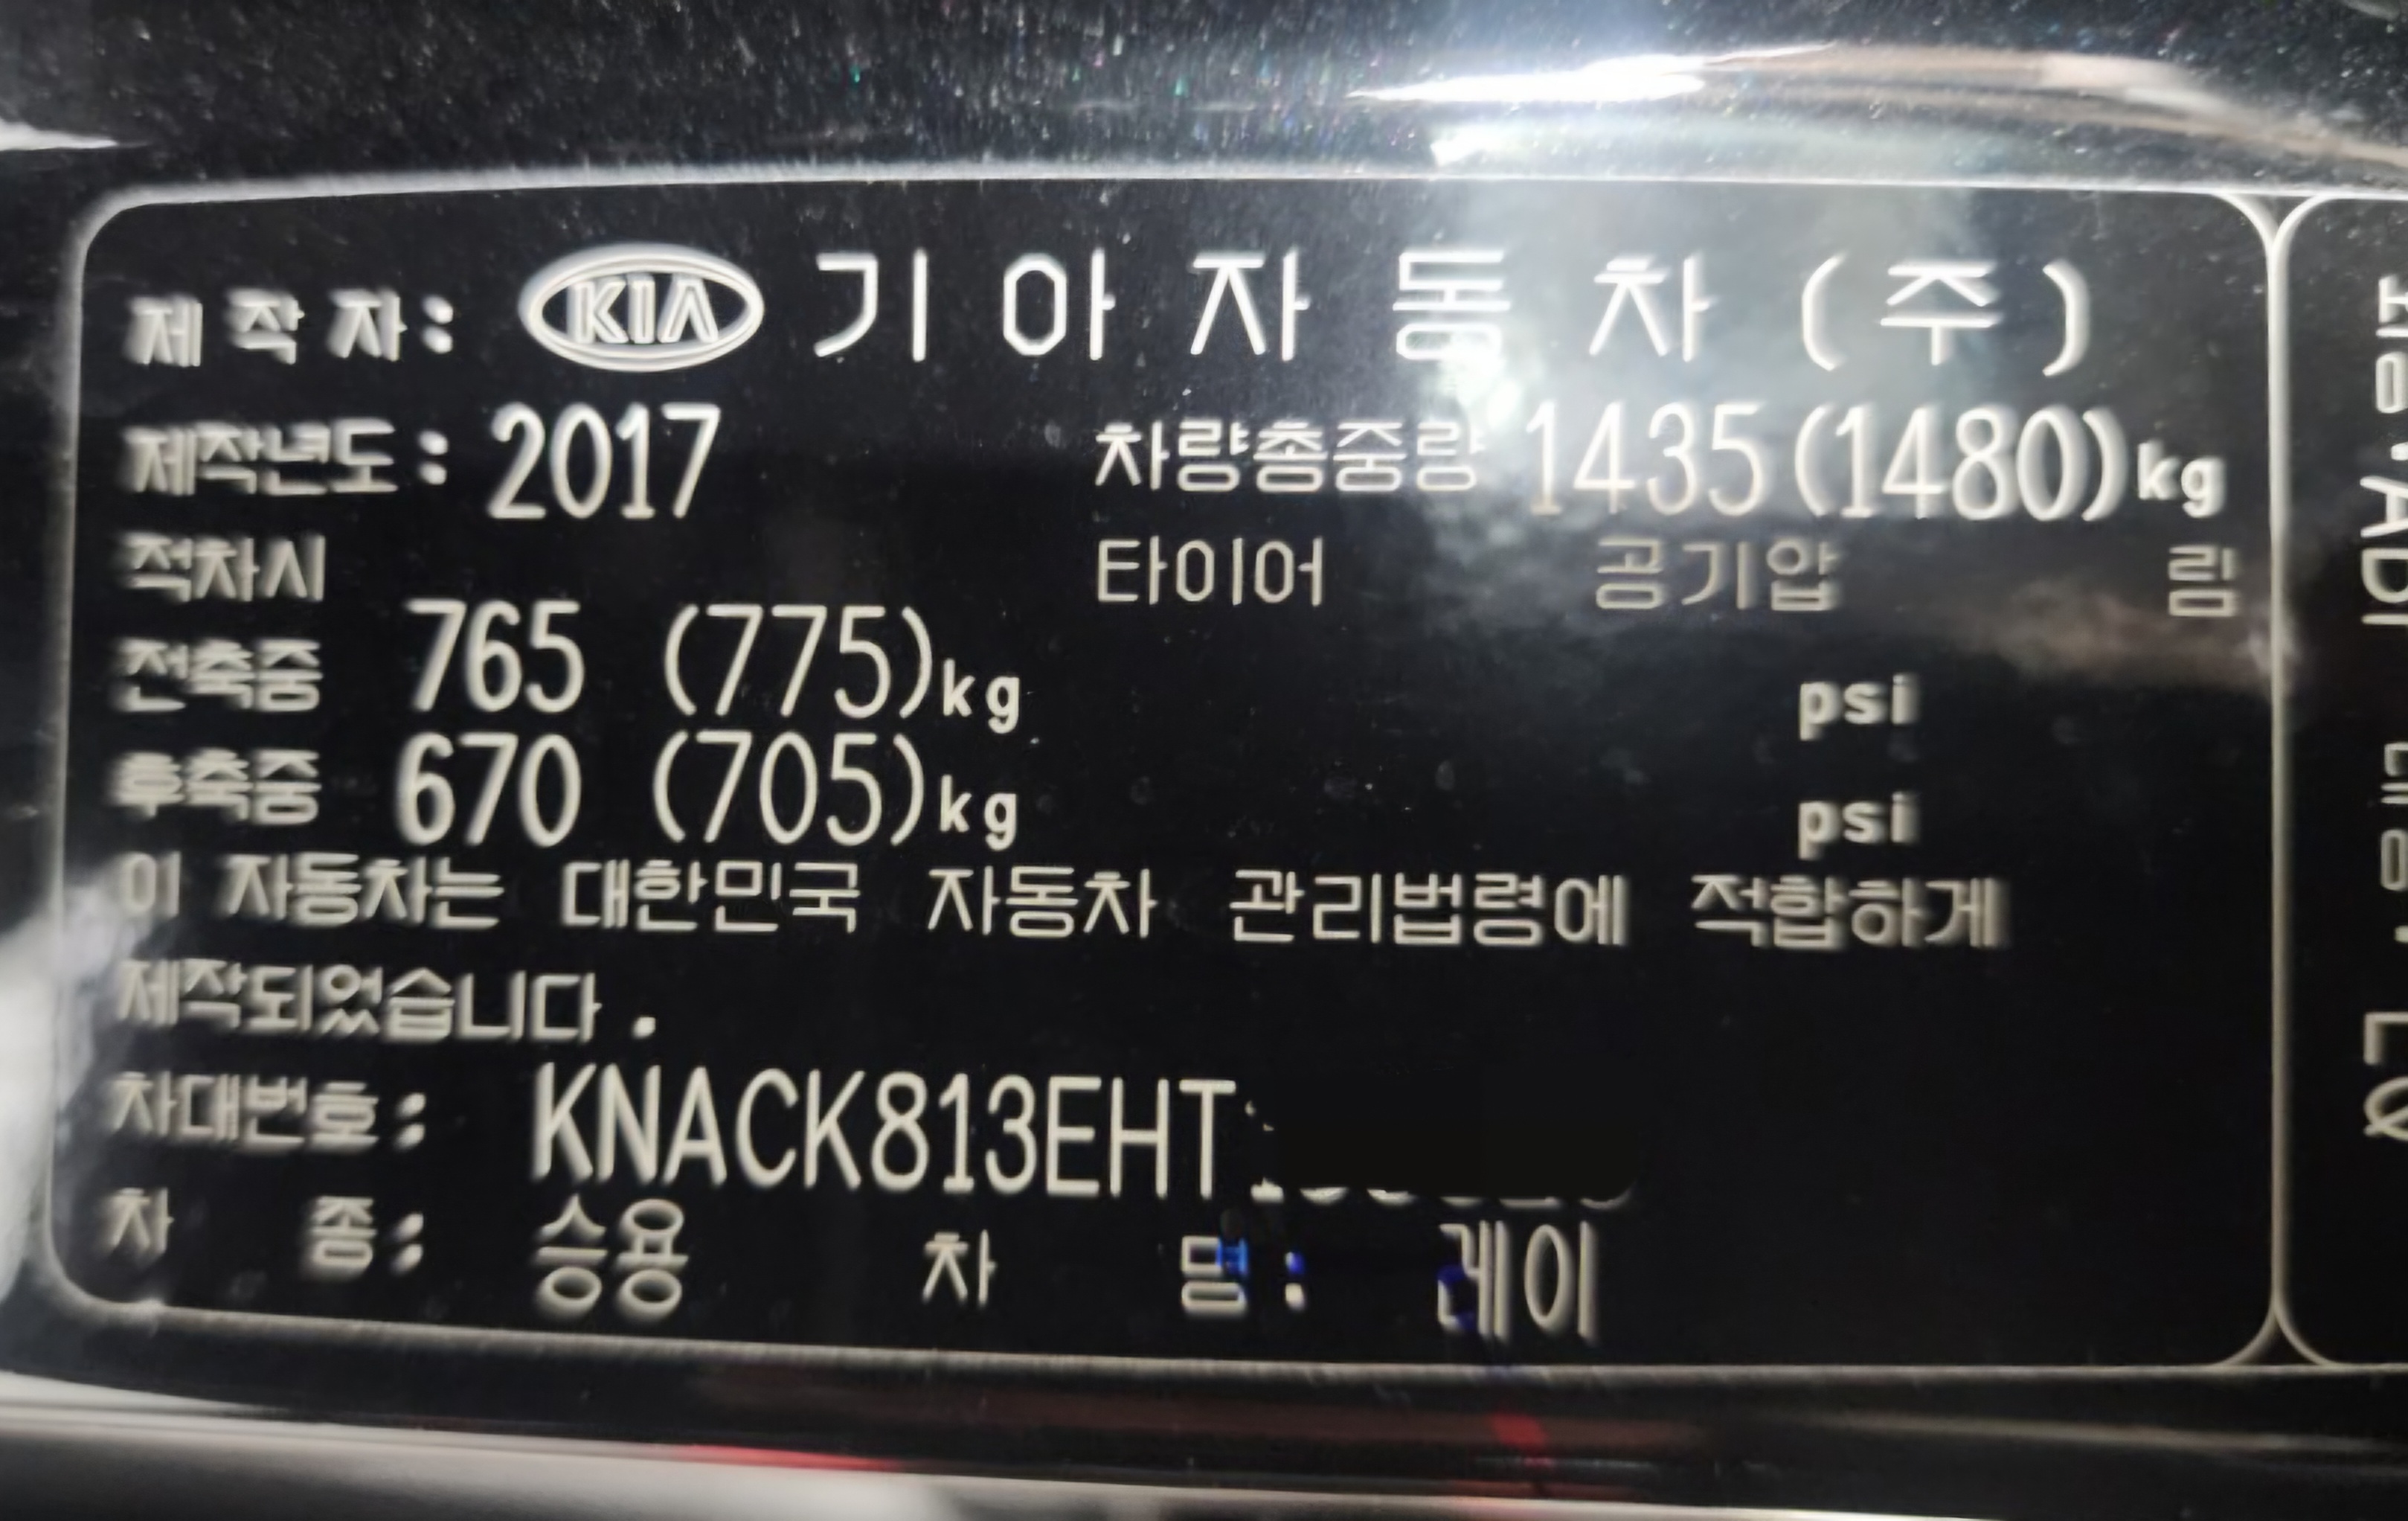 제 작 자: KIA 기 아 자 동 차 (주)
제작년도: 2017 차량총중량 1435(1480)kg
적차시 타이어 공기압 림
전축중 765 (775)kg psi
후축중 670 (705)kg psi
이 자동차는 대한민국 자동차 관리법령에 적합하게
제작되었습니다.
차대번호: KNACK813EHT
차 종: 승용 차 명: 레이